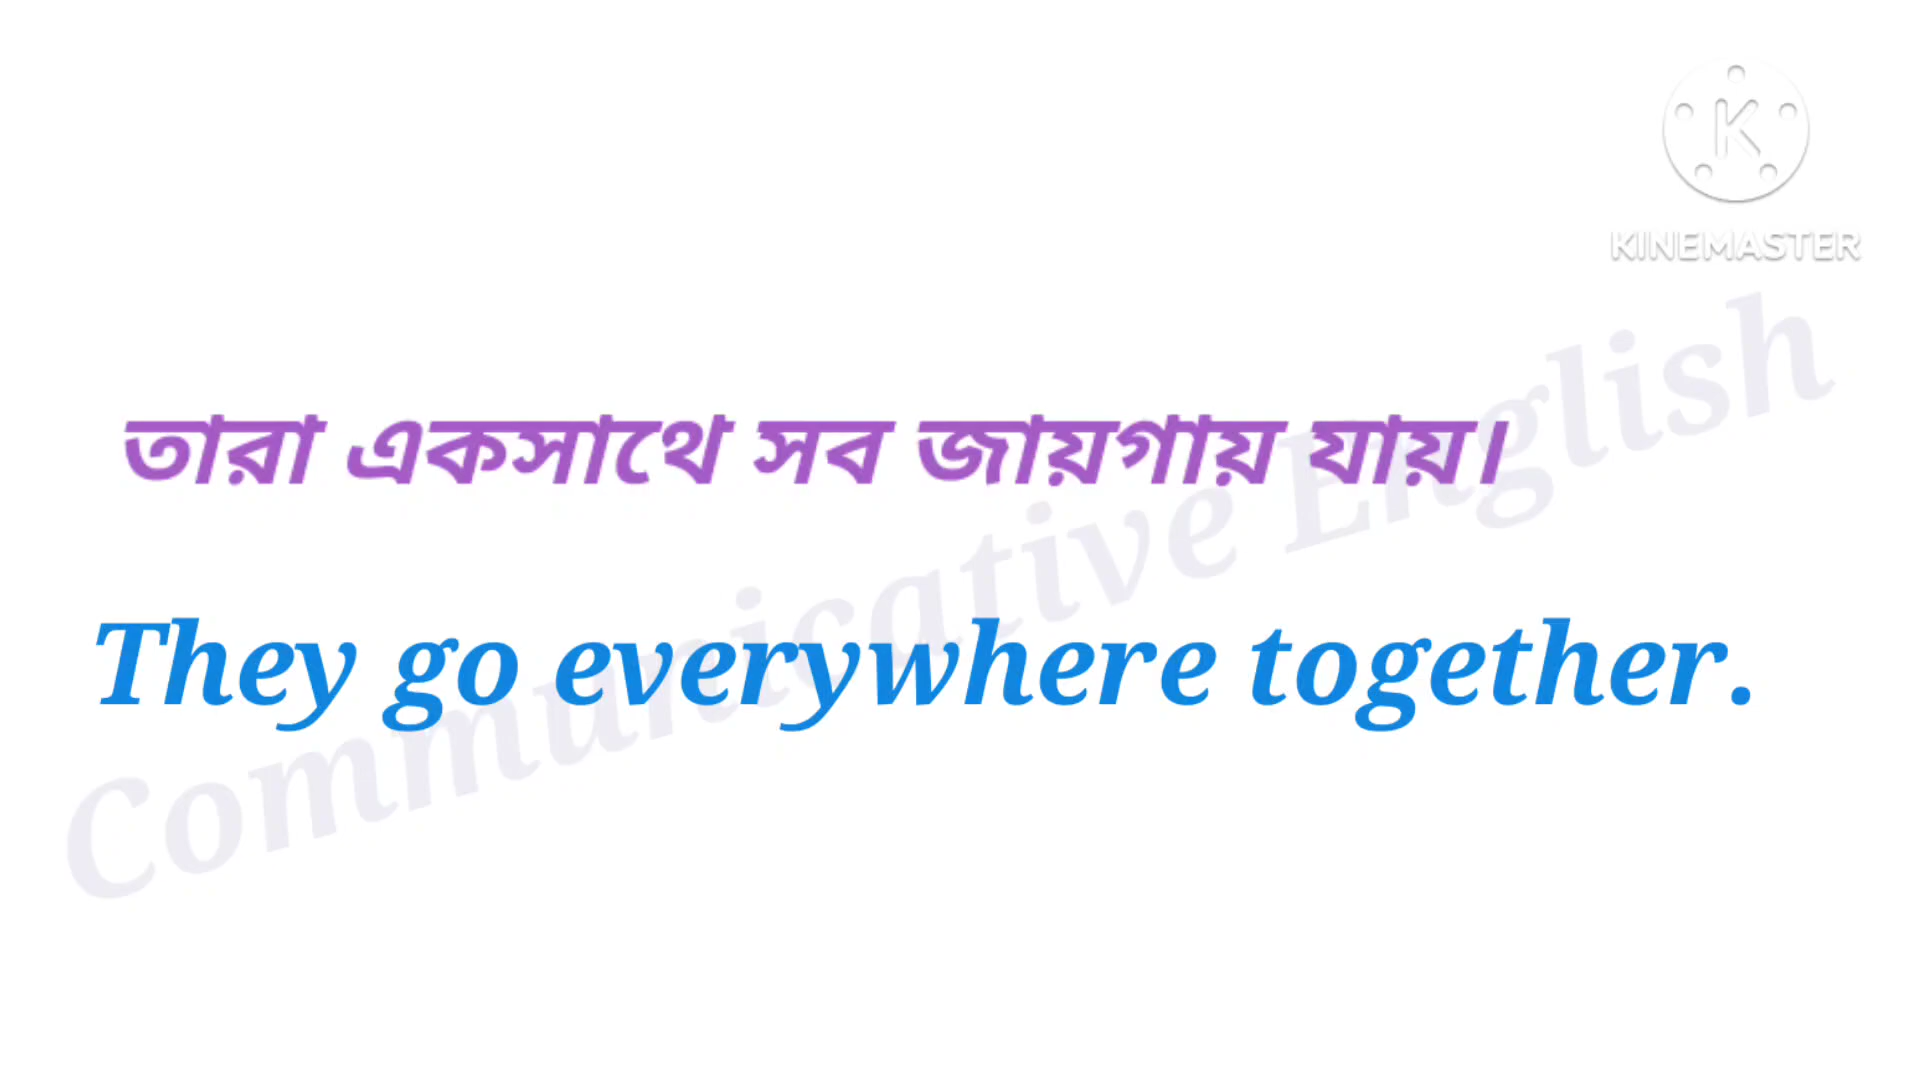 K
KINEMASTER
তারা একসাথে সব জায়গায় যায়।
They go everywhere together.
Communicative English